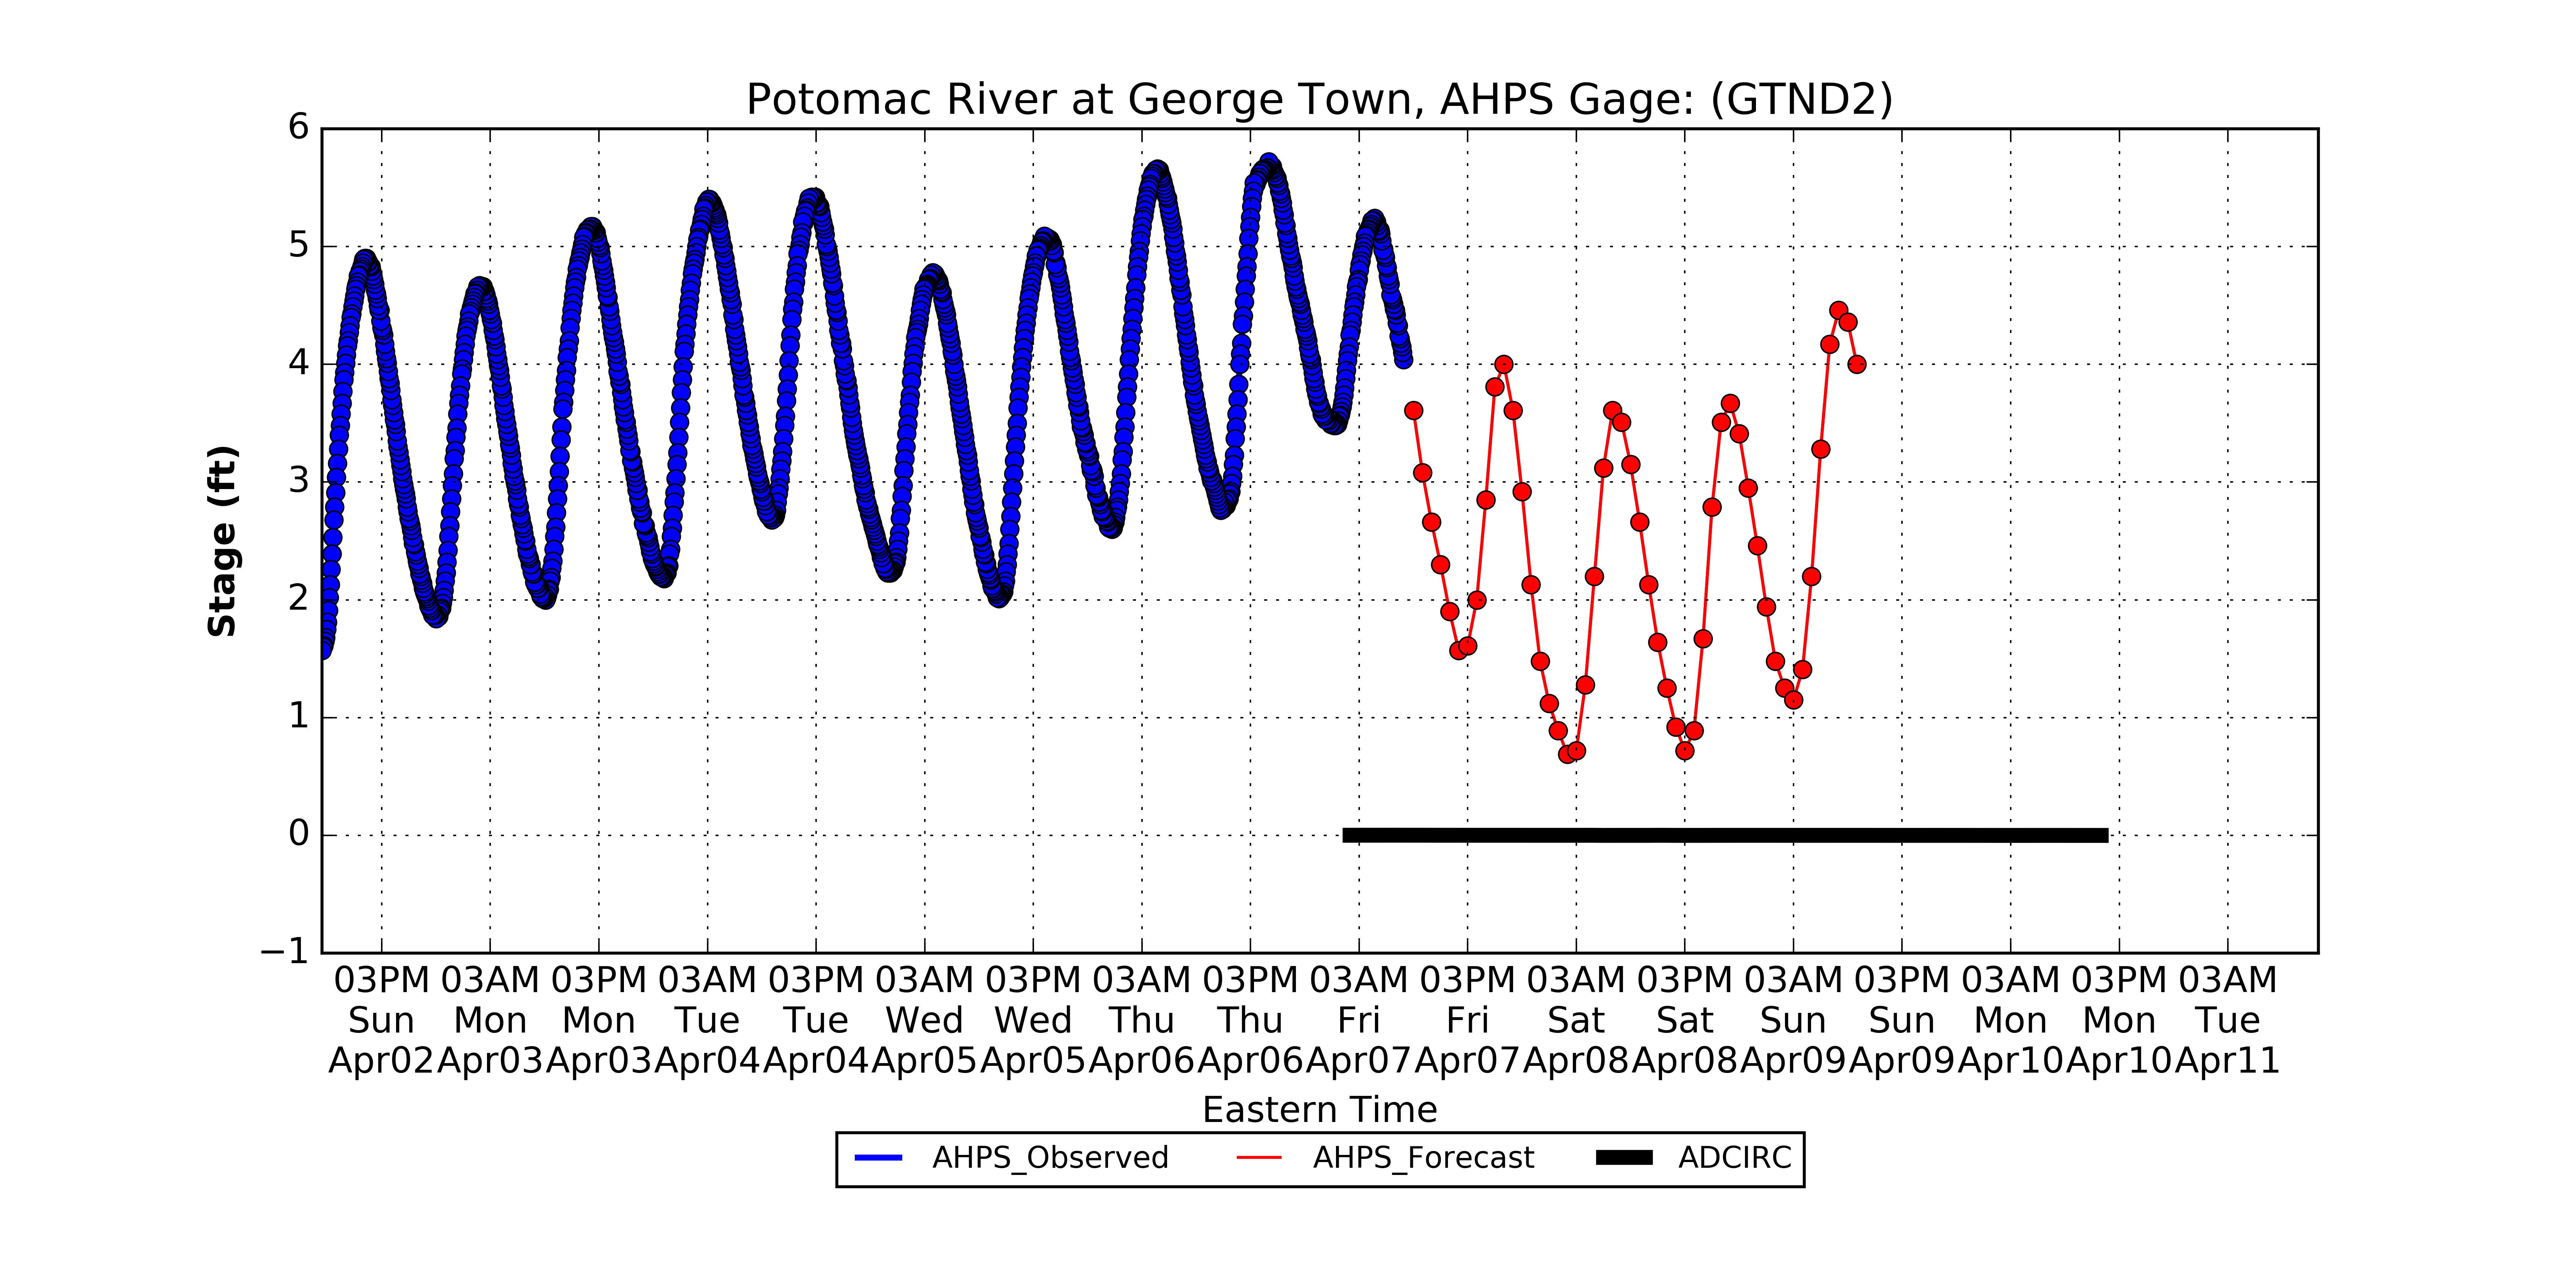 Potomac River at George Town, AHPS Gage: (GTND2)
6
5
4
3
2
1
0
−1
Stage (ft)
03PM 03AM 03PM 03AM 03PM 03AM 03PM 03AM 03PM 03AM 03PM 03AM 03PM 03AM 03PM 03AM 03PM 03AM
Sun Mon Mon Tue Tue Wed Wed Thu Thu Fri Fri Sat Sat Sun Sun Mon Mon Tue
Apr02 Apr03 Apr03 Apr04 Apr04 Apr05 Apr05 Apr06 Apr06 Apr07 Apr07 Apr08 Apr08 Apr09 Apr09 Apr10 Apr10 Apr11
Eastern Time
AHPS_Observed AHPS_Forecast ADCIRC